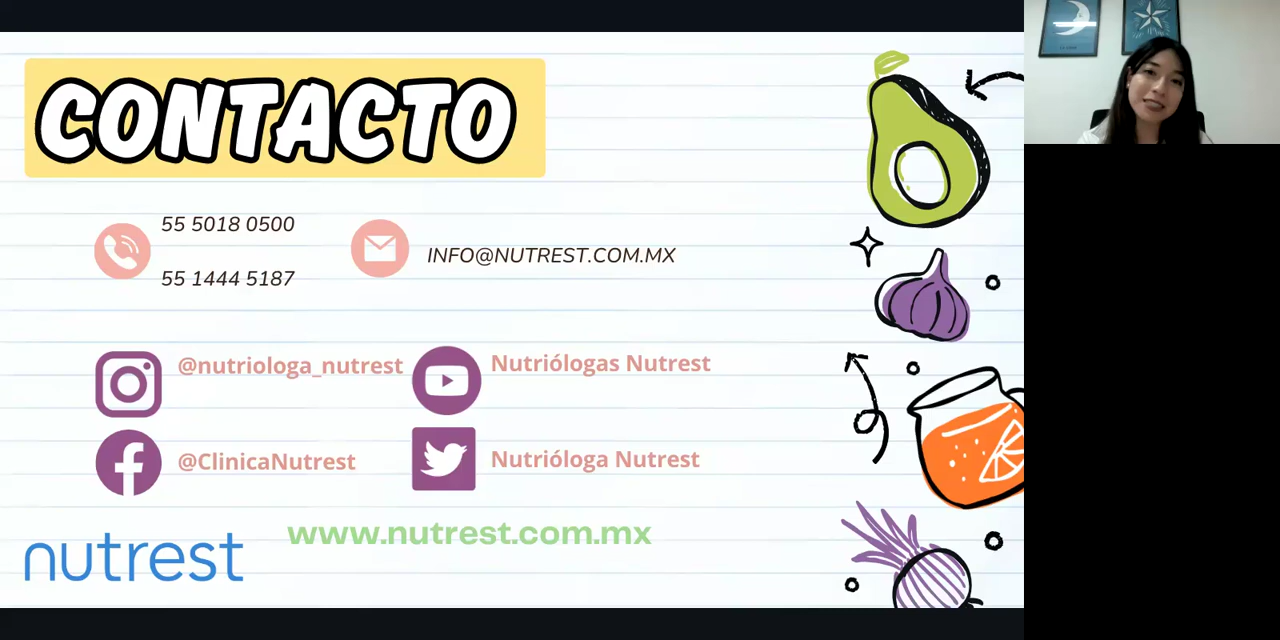 CONTACTO
55 5018 0500
55 1444 5187
INFO@NUTREST.COM.MX
@nutriologa_nutrest
Nutriólogas Nutrest
@ClinicaNutrest
Nutrióloga Nutrest
www.nutrest.com.mx
nutrest